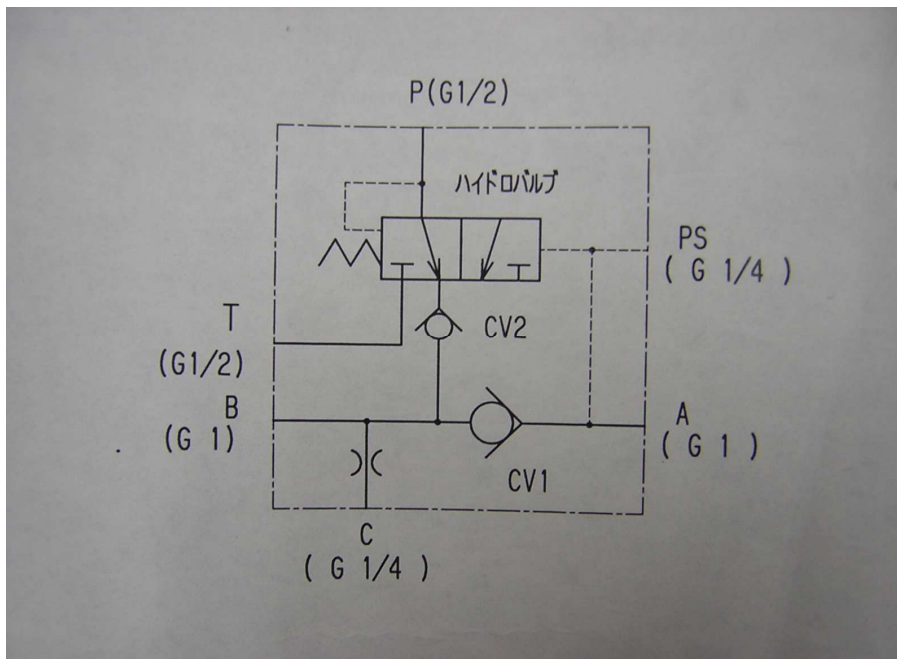 P(G1/2)
ハイドロバルブ
PS
( G 1/4 )
T
(G1/2)
CV2
B
(G 1)
A
( G 1 )
CV1
C
( G 1/4 )